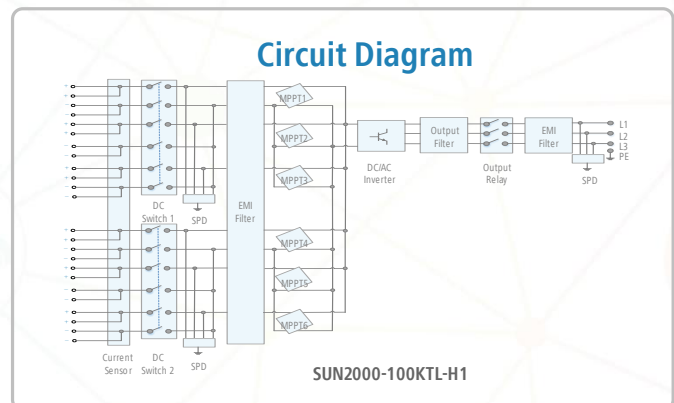 Circuit Diagram
MPPT1
MPPT2
MPPT3
DC
Switch 1
SPD
EMI
Filter
MPPT4
MPPT5
MPPT6
Current
Sensor
DC
Switch 2
SPD
DC/AC
Inverter
Output
Filter
Output
Relay
EMI
Filter
SPD
L1
L2
L3
PE
SUN2000-100KTL-H1